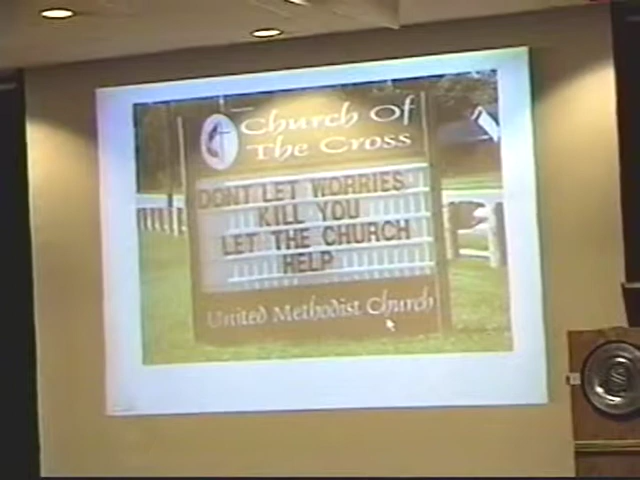 Church Of
The Cross
DONT LET WORRIES
KILL YOU
LET THE CHURCH
HELP
United Methodist Church